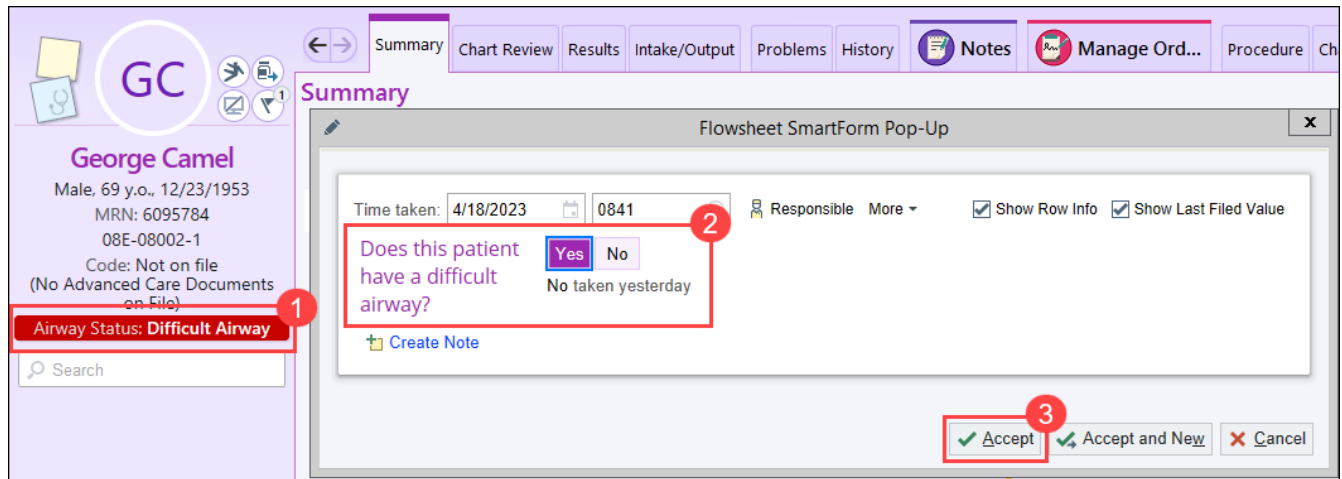 GC
1
George Camel
Male, 69 y.o., 12/23/1953
MRN: 6095784
08E-08002-1
Code: Not on file
(No Advanced Care Documents
on File)
1
Airway Status: Difficult Airway
Search
Summary Chart Review Results Intake/Output Problems History Notes Manage Ord... Procedure Ch
Summary
Flowsheet SmartForm Pop-Up x
Time taken: 4/18/2023 0841 Responsible More Show Row Info Show Last Filed Value
2
Does this patient
have a difficult
airway?
Yes No
No taken yesterday
Create Note
3
Accept Accept and New Cancel